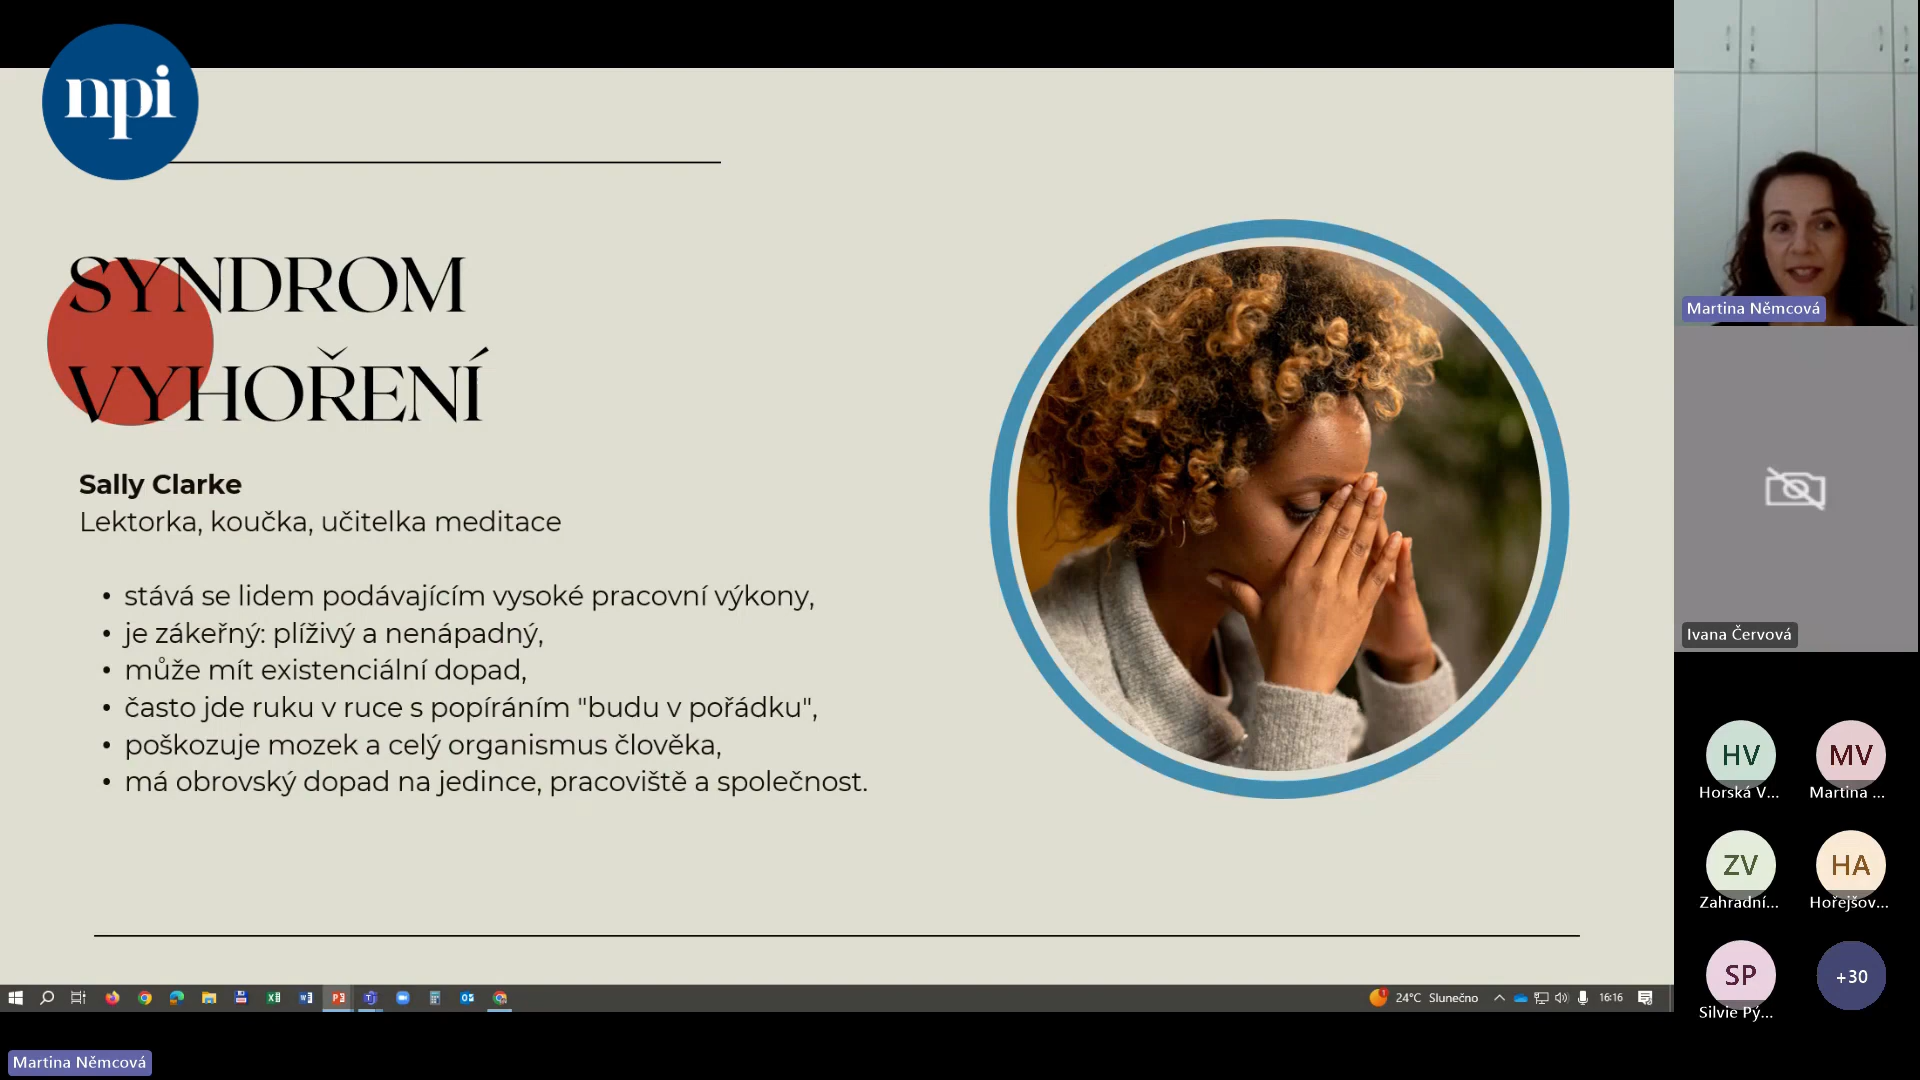 npi
SYNDROM
VYHOŘENÍ
Sally Clarke
Lektorka, koučka, učitelka meditace
• stává se lidem podávajícím vysoké pracovní výkony,
• je zákeřný: plíživý a nenápadný,
• může mít existenciální dopad,
• často jde ruku v ruce s popíráním "budu v pořádku",
• poškozuje mozek a celý organismus člověka,
• má obrovský dopad na jedince, pracoviště a společnost.
24°C Slunečno
16:16
Martina Němcová
Martina Němcová
Ivana Červová
HV
MV
Horská V...
Martina ...
ZV
HA
Zahradní...
Hořejšov...
SP
+30
Silvie Pý...